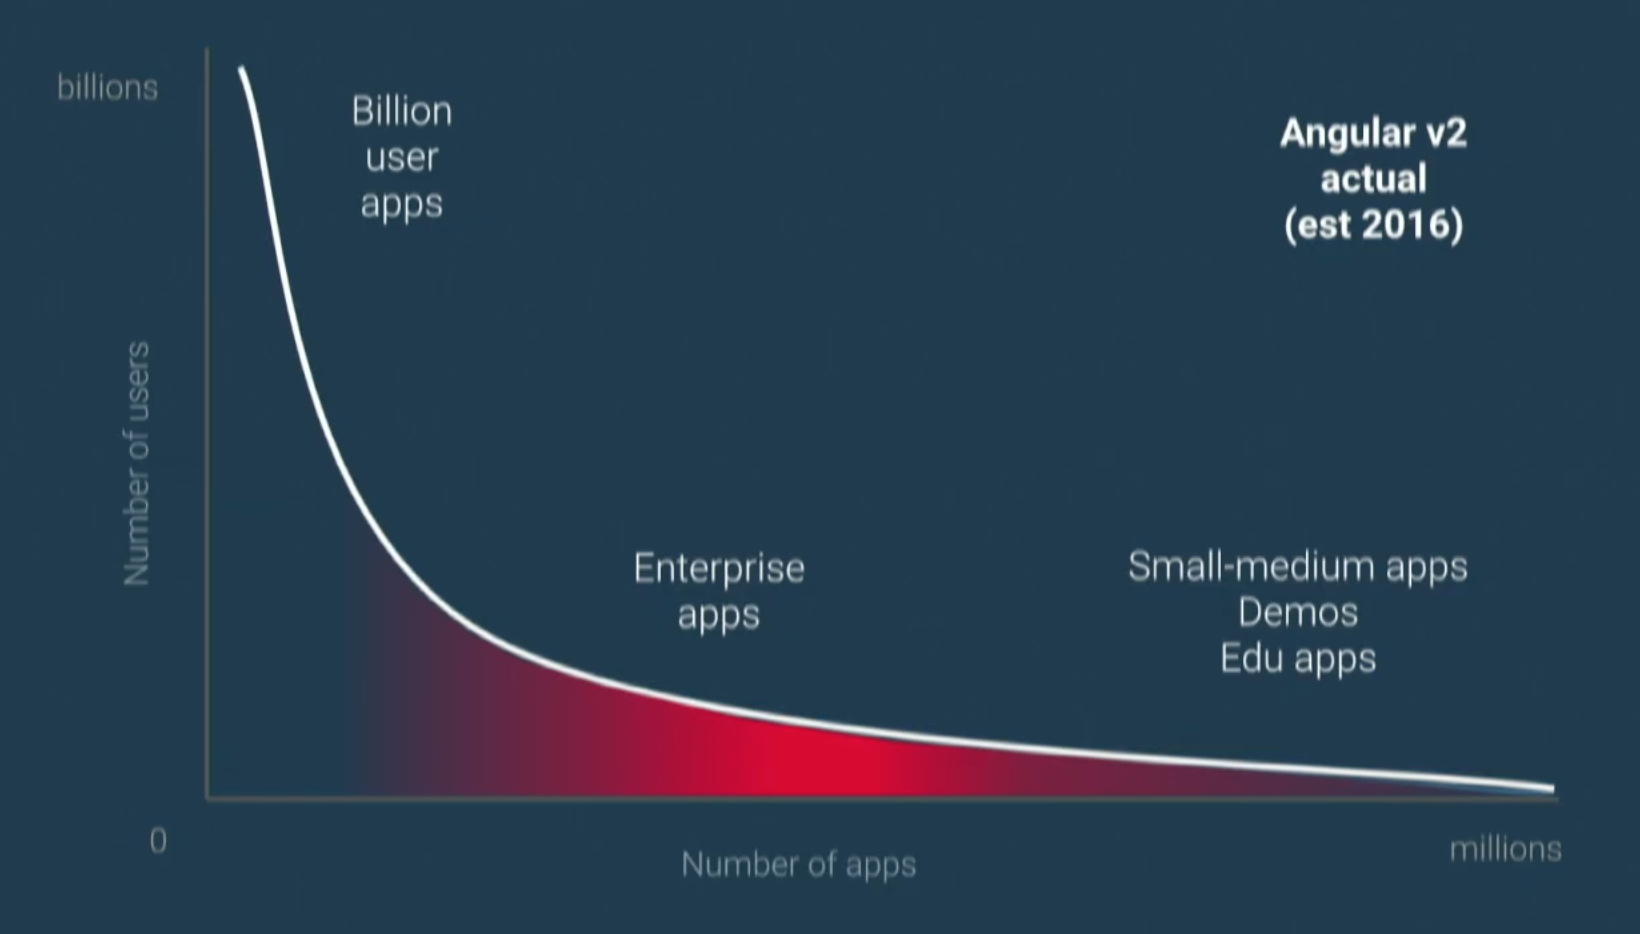 billions
Billion
user
apps
Angular v2
actual
(est 2016)
Number of users
Enterprise
apps
Small-medium apps
Demos
Edu apps
0
Number of apps
millions